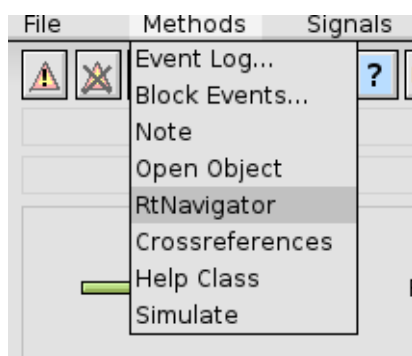 File Methods Signals
Event Log...
?
Block Events...
Note
Open Object
RtNavigator
Crossreferences
Help Class
Simulate